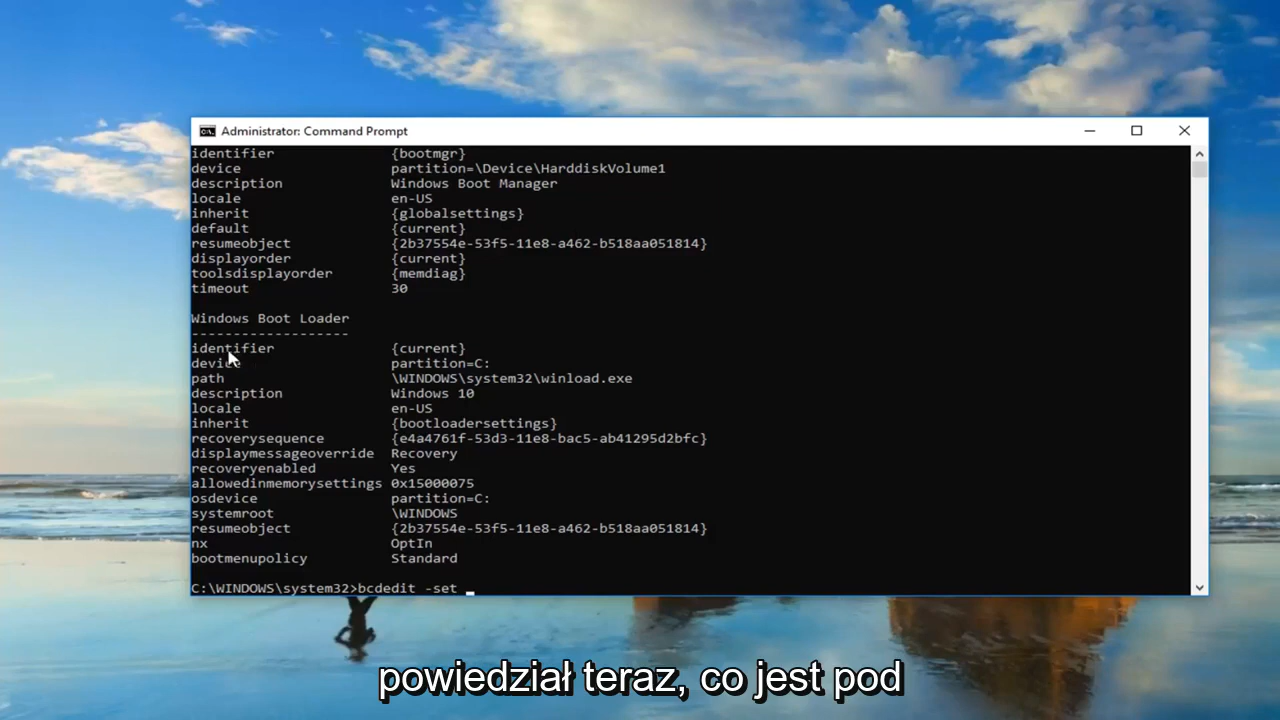 Administrator: Command Prompt
identifier {bootmgr}
device partition=\Device\HarddiskVolume1
description Windows Boot Manager
locale en-US
inherit {globalsettings}
default {current}
resumeobject {2b37554e-53f5-11e8-a462-b518aa051814}
displayorder {current}
toolsdisplayorder {memdiag}
timeout 30
Windows Boot Loader
-------------------
identifier {current}
device partition=C:
path \WINDOWS\system32\winload.exe
description Windows 10
locale en-US
inherit {bootloadersettings}
recoverysequence {e4a4761f-53d3-11e8-bac5-ab41295d2bfc}
displaymessageoverride Recovery
recoveryenabled Yes
allowedinmemorysettings 0x15000075
osdevice partition=C:
systemroot \WINDOWS
resumeobject {2b37554e-53f5-11e8-a462-b518aa051814}
nx OptIn
bootmenupolicy Standard
C:\WINDOWS\system32>bcdedit -set _
powiedział teraz, co jest pod